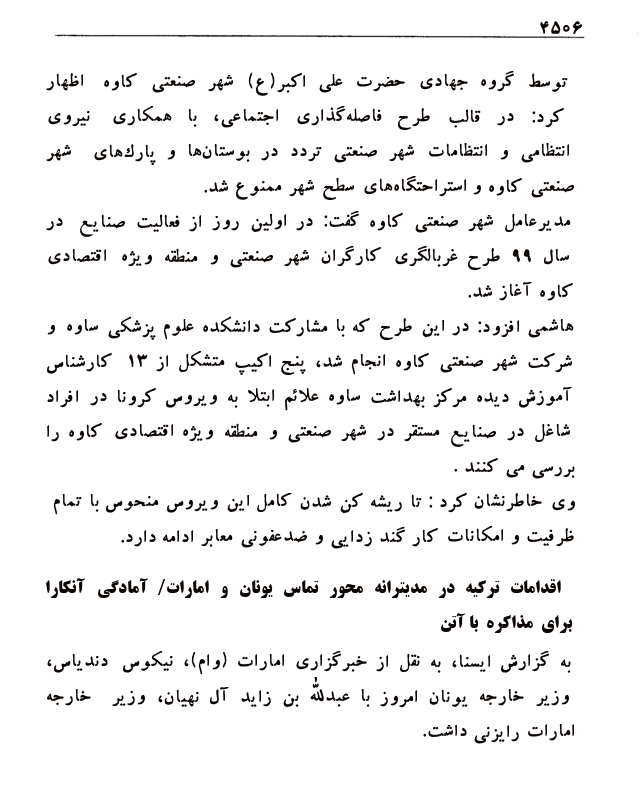 ۴۵۰۶
توسط گروه جهادی حضرت علی اکبر(ع) شهر صنعتی کاوه اظهار
کرد: در قالب طرح فاصله‌گذاری اجتماعی، با همکاری نیروی
انتظامی و انتظامات شهر صنعتی تردد در بوستان‌ها و پارک‌های شهر
صنعتی کاوه و استراحتگاه‌های سطح شهر ممنوع شد.
مدیرعامل شهر صنعتی کاوه گفت: در اولین روز از فعالیت صنایع در
سال ۹۹ طرح غربالگری کارگران شهر صنعتی و منطقه ویژه اقتصادی
کاوه آغاز شد.
هاشمی افزود: در این طرح که با مشارکت دانشکده علوم پزشکی ساوه و
شرکت شهر صنعتی کاوه انجام شد، پنج اکیپ متشکل از ۱۳ کارشناس
آموزش دیده مرکز بهداشت ساوه علائم ابتلا به ویروس کرونا در افراد
شاغل در صنایع مستقر در شهر صنعتی و منطقه ویژه اقتصادی کاوه را
بررسی می کنند .
وی خاطرنشان کرد : تا ریشه کن شدن کامل این ویروس منحوس با تمام
ظرفیت و امکانات کار گند زدایی و ضدعفونی معابر ادامه دارد.
اقدامات ترکیه در مدیترانه محور تماس یونان و امارات/ آمادگی آنکارا
برای مذاکره با آتن
به گزارش ایسنا، به نقل از خبرگزاری امارات (وام)، نیکوس دندیاس،
وزیر خارجه یونان امروز با عبدالله بن زاید آل نهیان، وزیر خارجه
امارات رایزنی داشت.